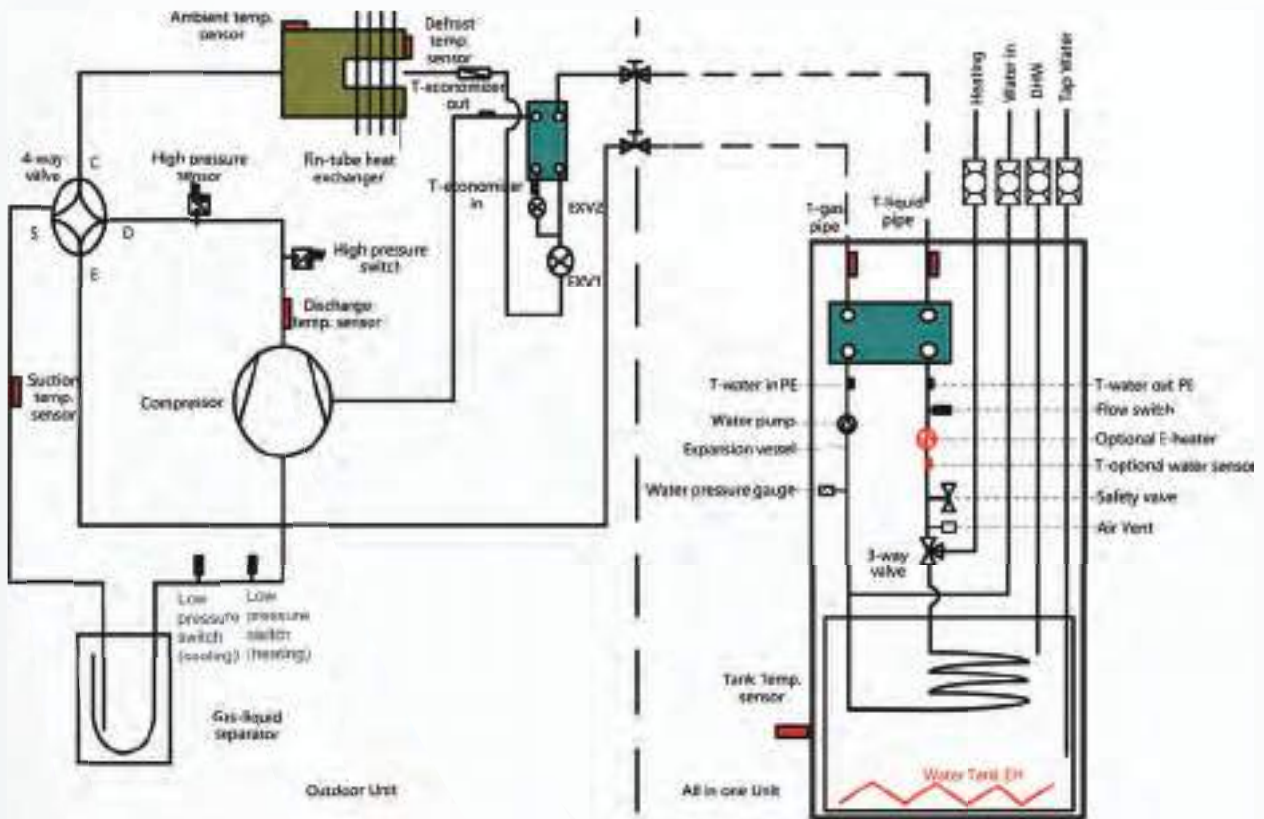 Ambient temp.
sensor
Defrost
temp.
sensor
T-economizer
out
4-way
valve
C
High pressure
sensor
Fin-tube heat
exchanger
T-economizer
in
S
D
E
EXV2
EXV1
High pressure
switch
Discharge
temp. sensor
Suction
temp.
sensor
Compressor
Low
pressure
switch
(cooling)
Low
pressure
switch
(heating)
Gas-liquid
separator
Outdoor Unit
All in one Unit
Heating
Water in
DHW
Tap Water
T-gas
pipe
T-liquid
pipe
T-water in PE
T-water out PE
Water pump
Flow switch
Expansion vessel
Optional E-heater
T-optional water sensor
Water pressure gauge
Safety valve
Air Vent
3-way
valve
Tank Temp.
sensor
Water Tank EH